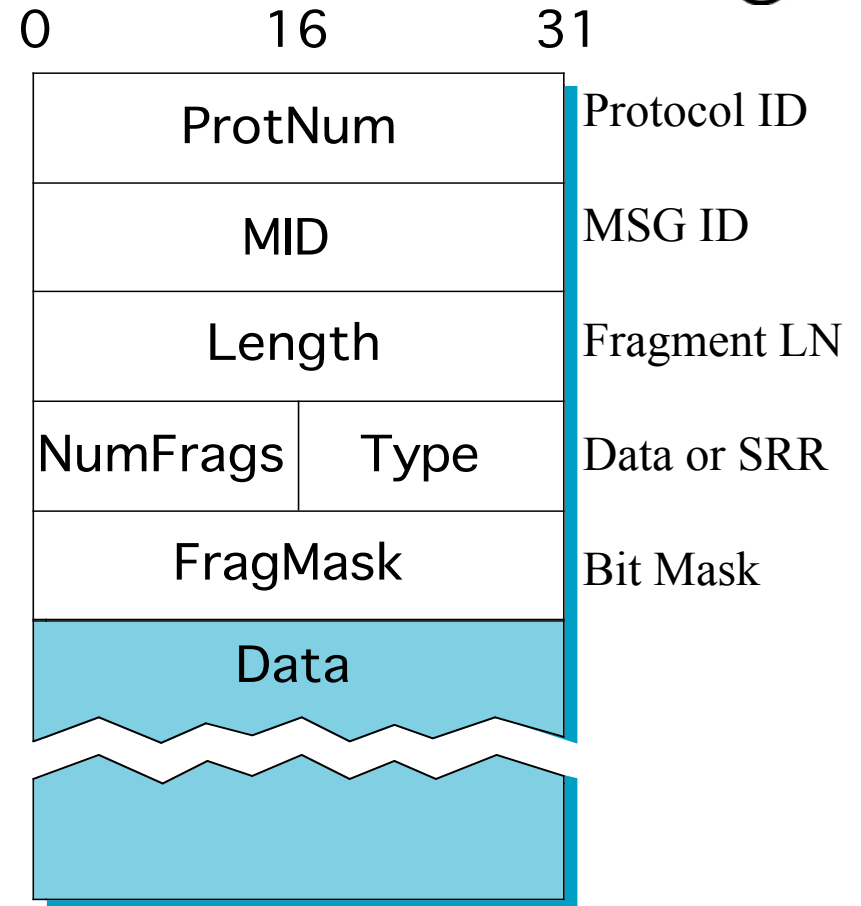 0 16 31
ProtNum Protocol ID
MID MSG ID
Length Fragment LN
NumFrags Type Data or SRR
FragMask Bit Mask
Data